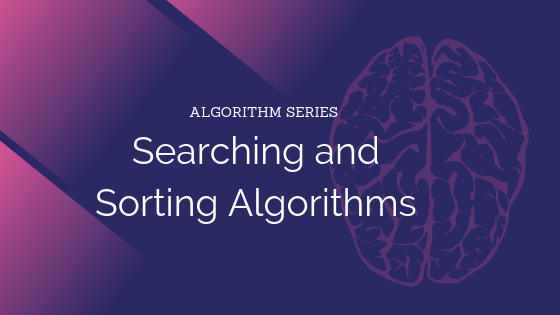 ALGORITHM SERIES
Searching and
Sorting Algorithms